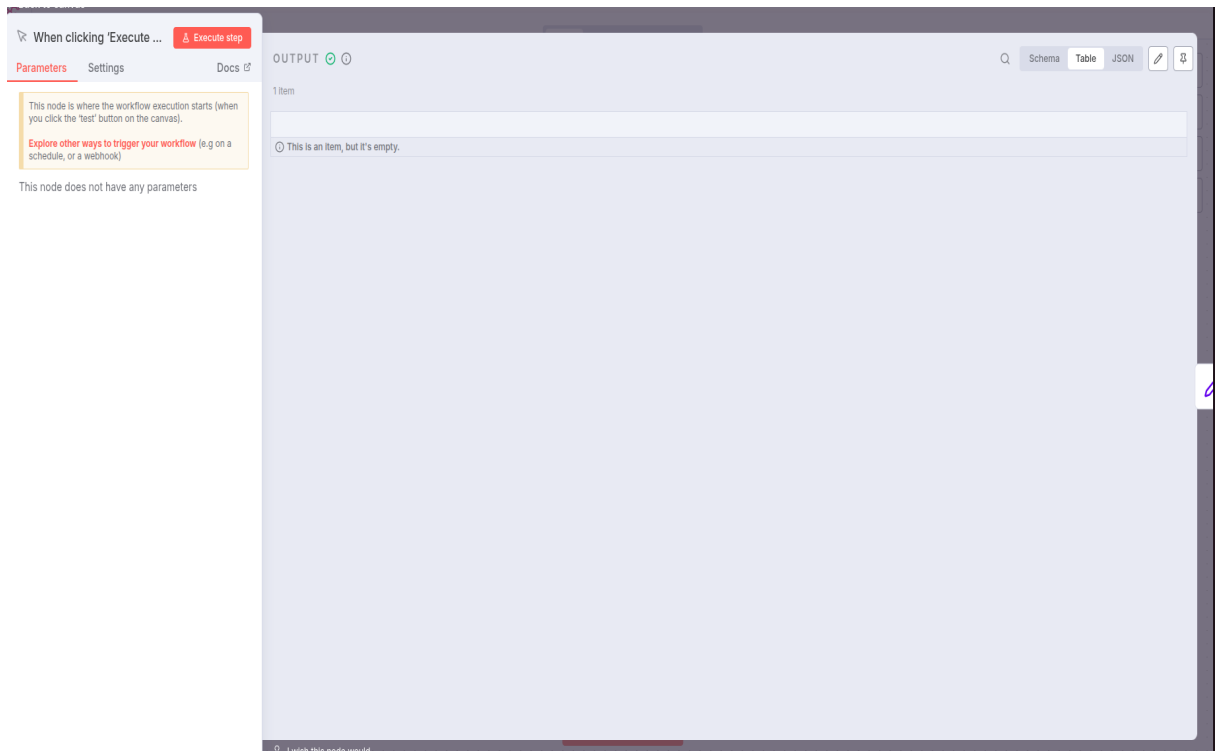 When clicking 'Execute ...
Execute step
Parameters
Settings
Docs
This node is where the workflow execution starts (when
you click the 'test' button on the canvas).
Explore other ways to trigger your workflow (e.g on a
schedule, or a webhook)
This node does not have any parameters
OUTPUT
Schema
Table
JSON
1 item
This is an item, but it's empty.
I wish this node would